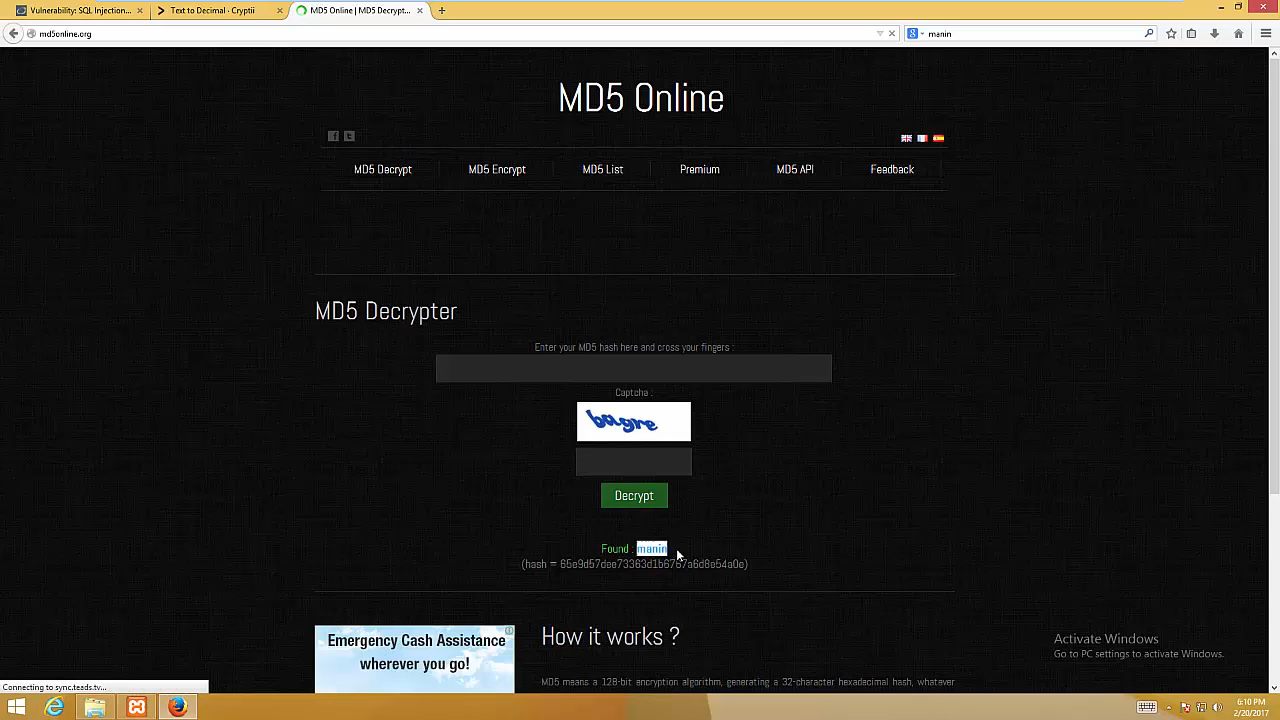 Vulnerability: SQL Injection...
Text to Decimal · Cryptii
MD5 Online | MD5 Decrypt...
md5online.org
manin
MD5 Online
MD5 Decrypt
MD5 Encrypt
MD5 List
Premium
MD5 API
Feedback
MD5 Decrypter
Enter your MD5 hash here and cross your fingers :
Captcha :
bagre
Decrypt
Found : manin
(hash = 65e9d57dee73363d1b6757a6d8e54a0e)
Emergency Cash Assistance
wherever you go!
How it works ?
MD5 means a 128-bit encryption algorithm, generating a 32-character hexadecimal hash, whatever
Activate Windows
Go to PC settings to activate Windows.
Connecting to sync.teads.tv...
6:10 PM
2/20/2017